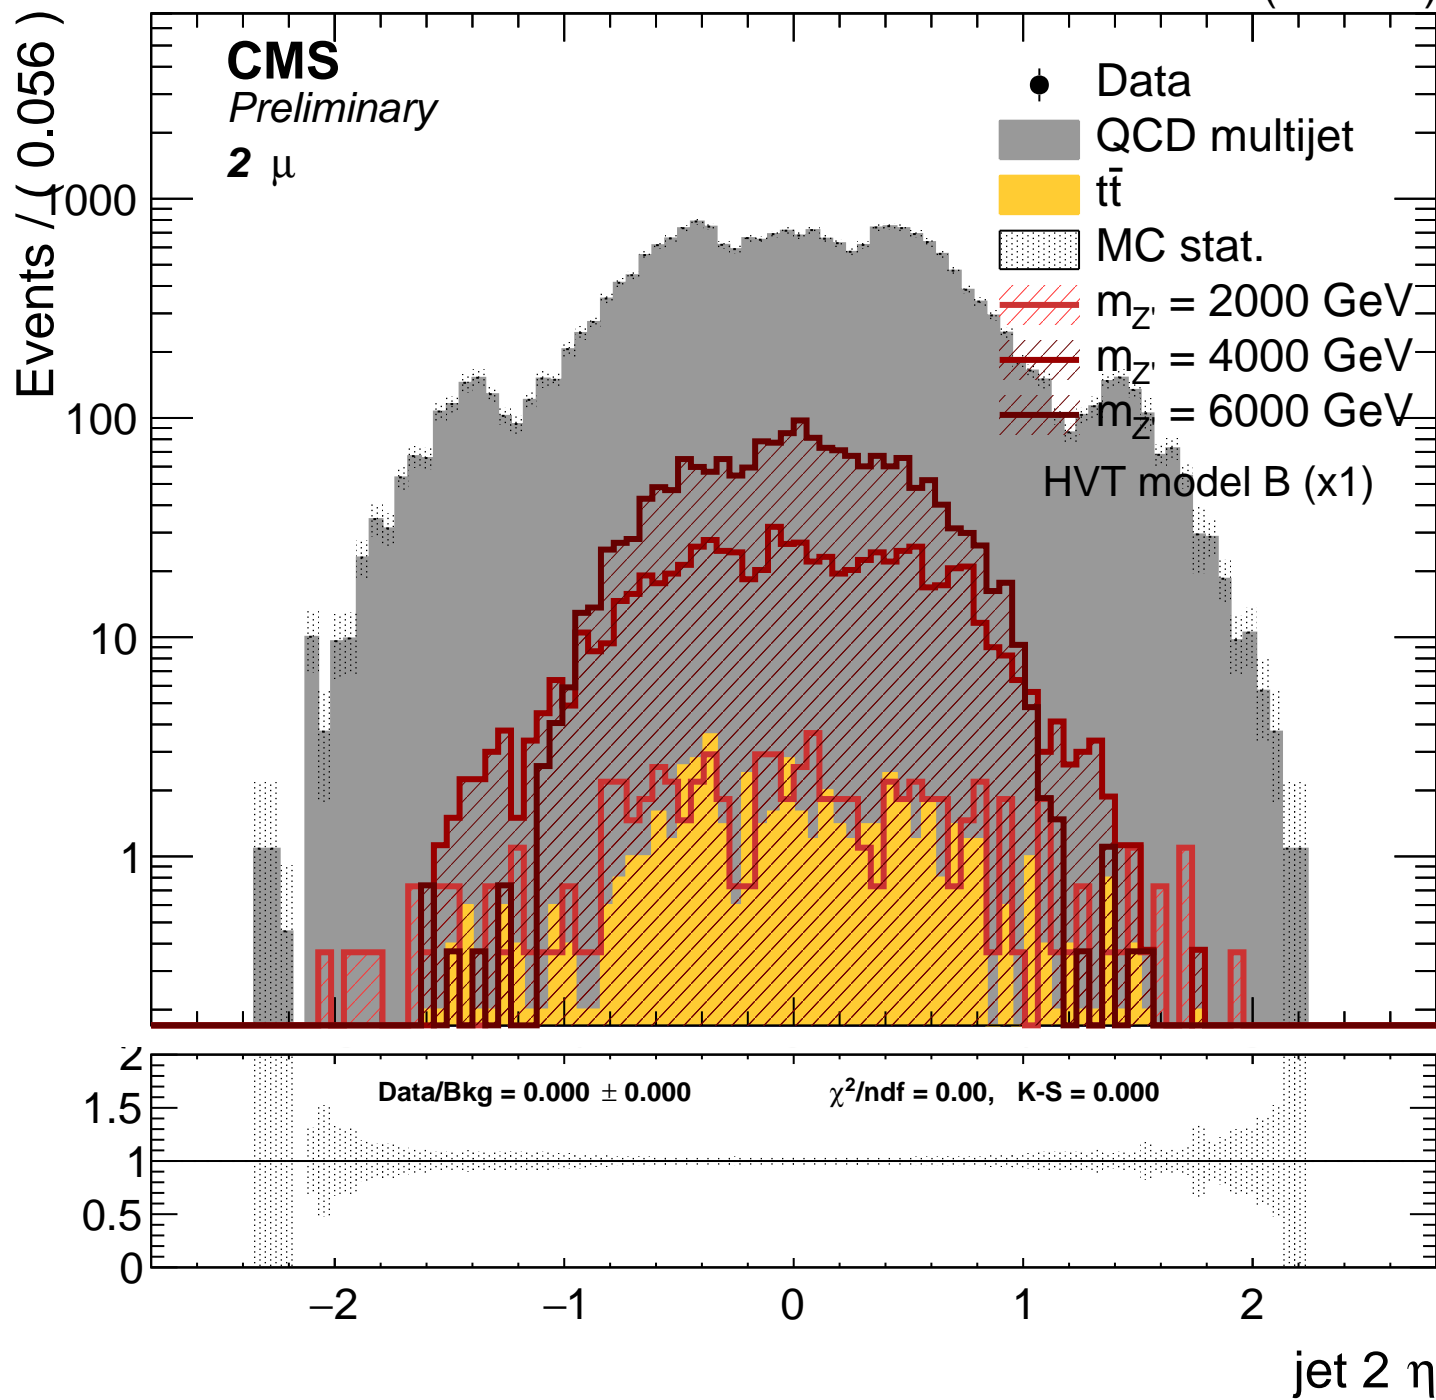 CMS
Preliminary
2 μ
Data
QCD multijet
tt̄
MC stat.
m_Z' = 2000 GeV
m_Z' = 4000 GeV
m_Z' = 6000 GeV
HVT model B (x1)
Events / ( 0.056 )
1000
100
10
1
2
1.5
1
0.5
0
Data/Bkg = 0.000 ± 0.000
χ²/ndf = 0.00, K-S = 0.000
−2
−1
0
1
2
jet 2 η